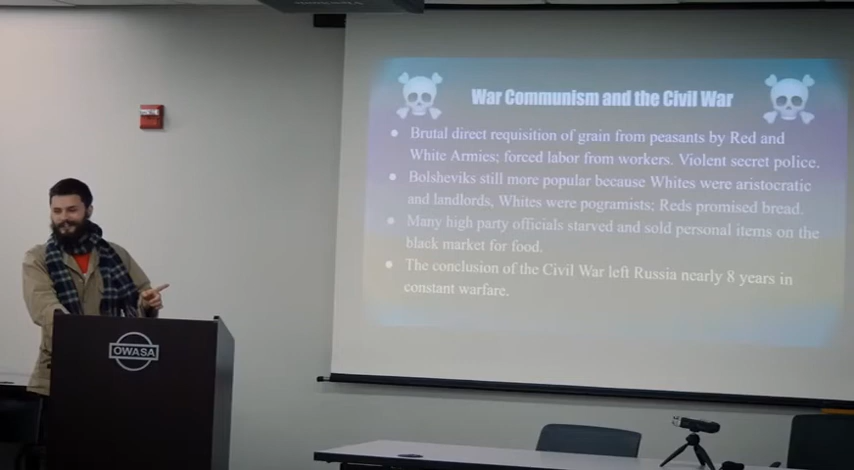 War Communism and the Civil War
● Brutal direct requisition of grain from peasants by Red and
White Armies; forced labor from workers. Violent secret police.
● Bolsheviks still more popular because Whites were aristocratic
and landlords, Whites were pogramists; Reds promised bread.
● Many high party officials starved and sold personal items on the
black market for food.
● The conclusion of the Civil War left Russia nearly 8 years in
constant warfare.
OWASA